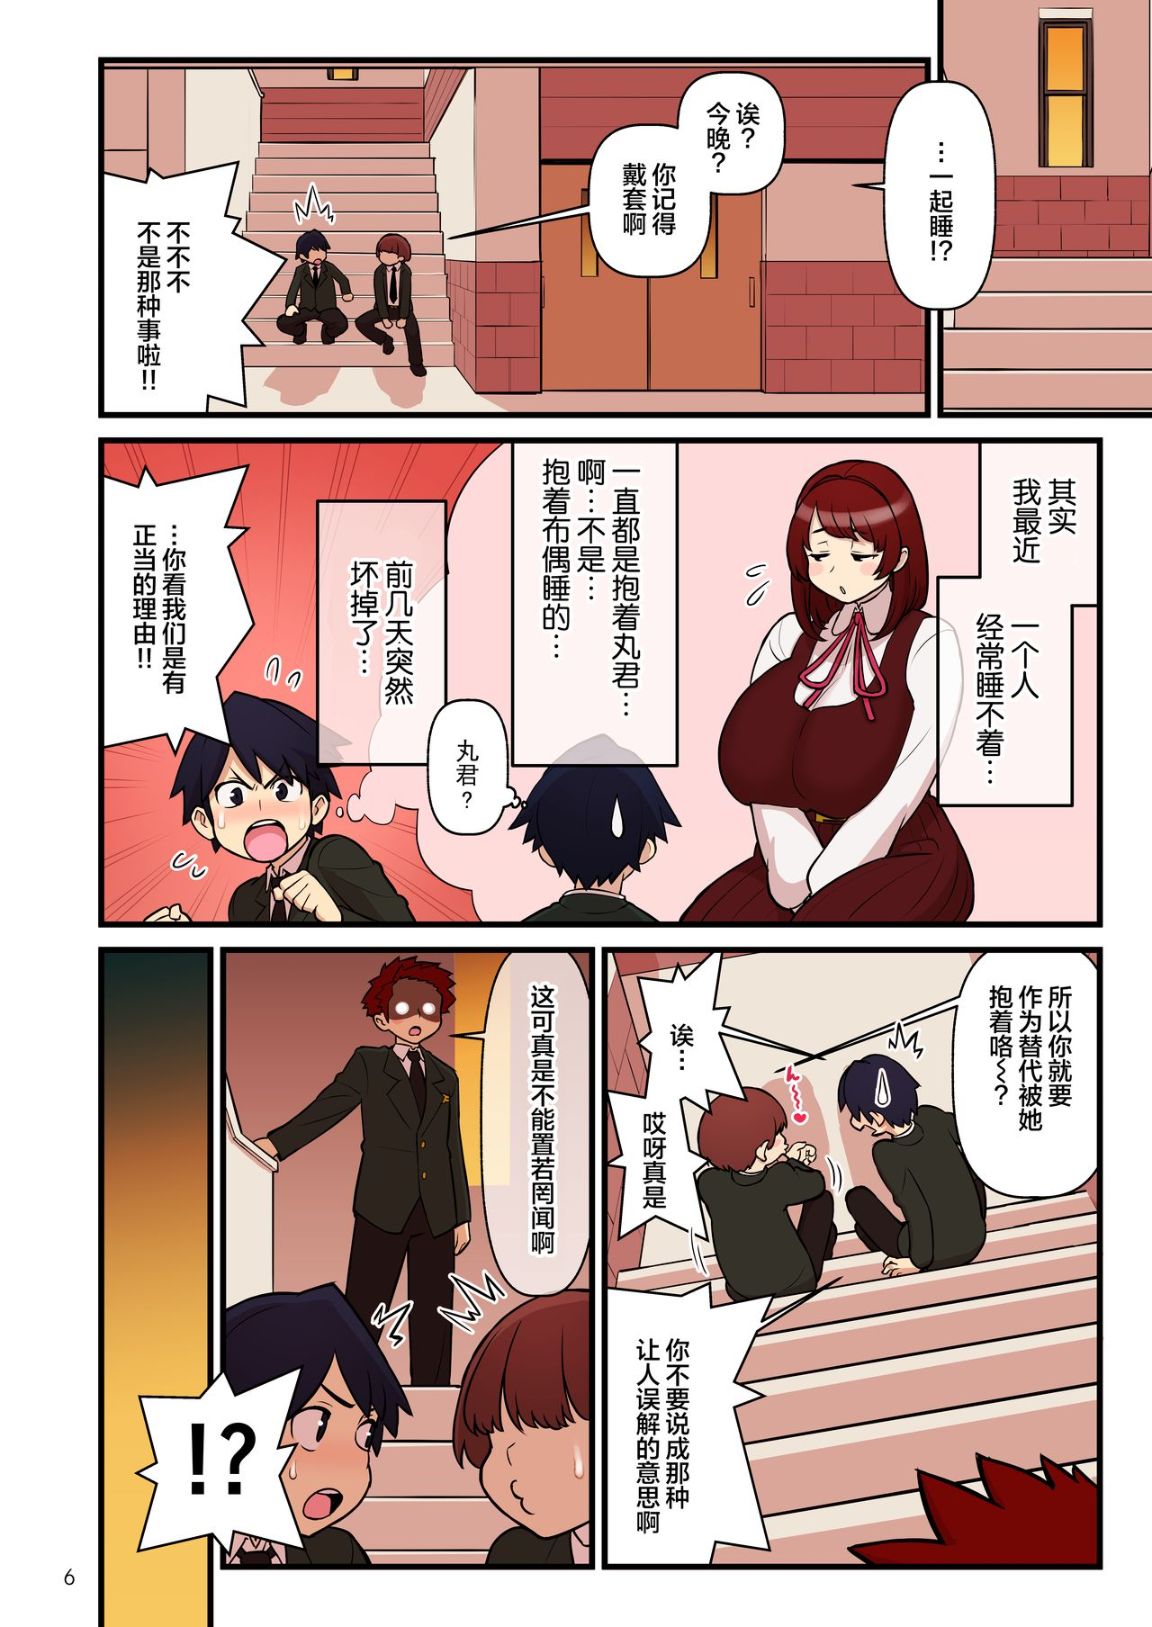 …一起睡!?
诶？
今晚？
你记得
戴套啊
不不不
不是那种事啦!!
其实
我最近
一个人
经常睡不着…
一直都是抱着丸君…
啊…不是…
抱着布偶睡的…
前几天突然
坏掉了…
丸君？
…你看我们是有
正当的理由!!
所以你就要
作为替代被她
抱着咯～？
ん～♥
诶…
哎呀真是
你不要说成那种
让人误解的意思啊
这可真是不能置若罔闻啊
!?
6